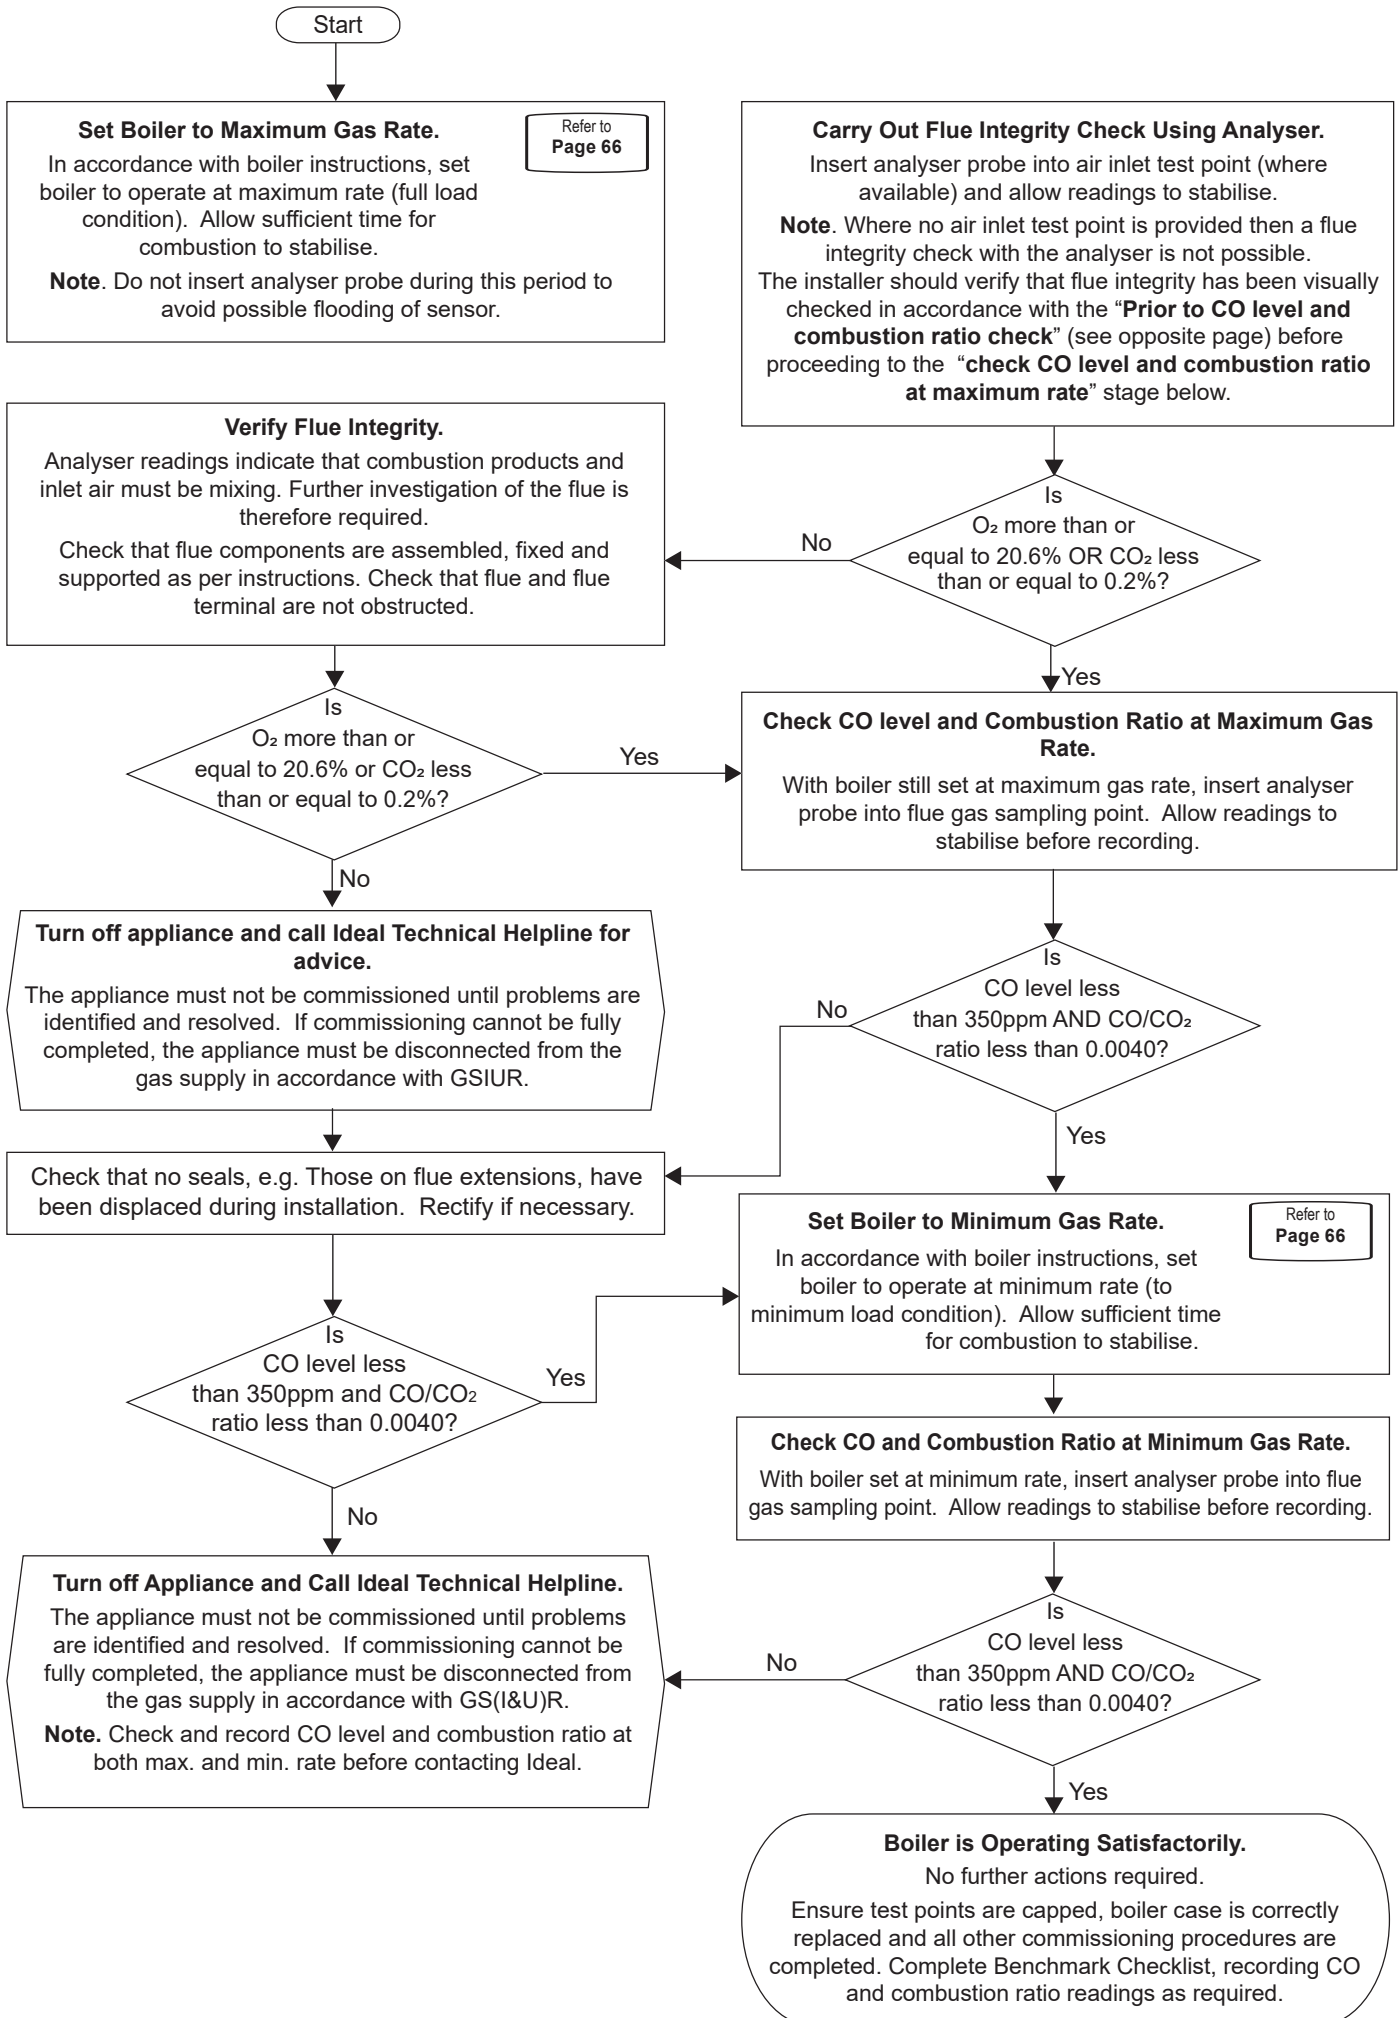 Start
Set Boiler to Maximum Gas Rate.
Refer to
Page 66
In accordance with boiler instructions, set
boiler to operate at maximum rate (full load
condition).  Allow sufficient time for
combustion to stabilise.
Note. Do not insert analyser probe during this period to
avoid possible flooding of sensor.
Carry Out Flue Integrity Check Using Analyser.
Insert analyser probe into air inlet test point (where
available) and allow readings to stabilise.
Note. Where no air inlet test point is provided then a flue
integrity check with the analyser is not possible.
The installer should verify that flue integrity has been visually
checked in accordance with the “Prior to CO level and
combustion ratio check” (see opposite page) before
proceeding to the  “check CO level and combustion ratio
at maximum rate” stage below.
Is
O₂ more than or
equal to 20.6% OR CO₂ less
than or equal to 0.2%?
No
Yes
Verify Flue Integrity.
Analyser readings indicate that combustion products and
inlet air must be mixing. Further investigation of the flue is
therefore required.
Check that flue components are assembled, fixed and
supported as per instructions. Check that flue and flue
terminal are not obstructed.
Is
O₂ more than or
equal to 20.6% or CO₂ less
than or equal to 0.2%?
Yes
No
Check CO level and Combustion Ratio at Maximum Gas
Rate.
With boiler still set at maximum gas rate, insert analyser
probe into flue gas sampling point.  Allow readings to
stabilise before recording.
Is
CO level less
than 350ppm AND CO/CO₂
ratio less than 0.0040?
No
Yes
Turn off appliance and call Ideal Technical Helpline for
advice.
The appliance must not be commissioned until problems are
identified and resolved.  If commissioning cannot be fully
completed, the appliance must be disconnected from the
gas supply in accordance with GSIUR.
Check that no seals, e.g. Those on flue extensions, have
been displaced during installation.  Rectify if necessary.
Is
CO level less
than 350ppm and CO/CO₂
ratio less than 0.0040?
Yes
No
Set Boiler to Minimum Gas Rate.
Refer to
Page 66
In accordance with boiler instructions, set
boiler to operate at minimum rate (to
minimum load condition).  Allow sufficient time
for combustion to stabilise.
Check CO and Combustion Ratio at Minimum Gas Rate.
With boiler set at minimum rate, insert analyser probe into flue
gas sampling point.  Allow readings to stabilise before recording.
Is
CO level less
than 350ppm AND CO/CO₂
ratio less than 0.0040?
No
Yes
Turn off Appliance and Call Ideal Technical Helpline.
The appliance must not be commissioned until problems
are identified and resolved.  If commissioning cannot be
fully completed, the appliance must be disconnected from
the gas supply in accordance with GS(I&U)R.
Note. Check and record CO level and combustion ratio at
both max. and min. rate before contacting Ideal.
Boiler is Operating Satisfactorily.
No further actions required.
Ensure test points are capped, boiler case is correctly
replaced and all other commissioning procedures are
completed. Complete Benchmark Checklist, recording CO
and combustion ratio readings as required.